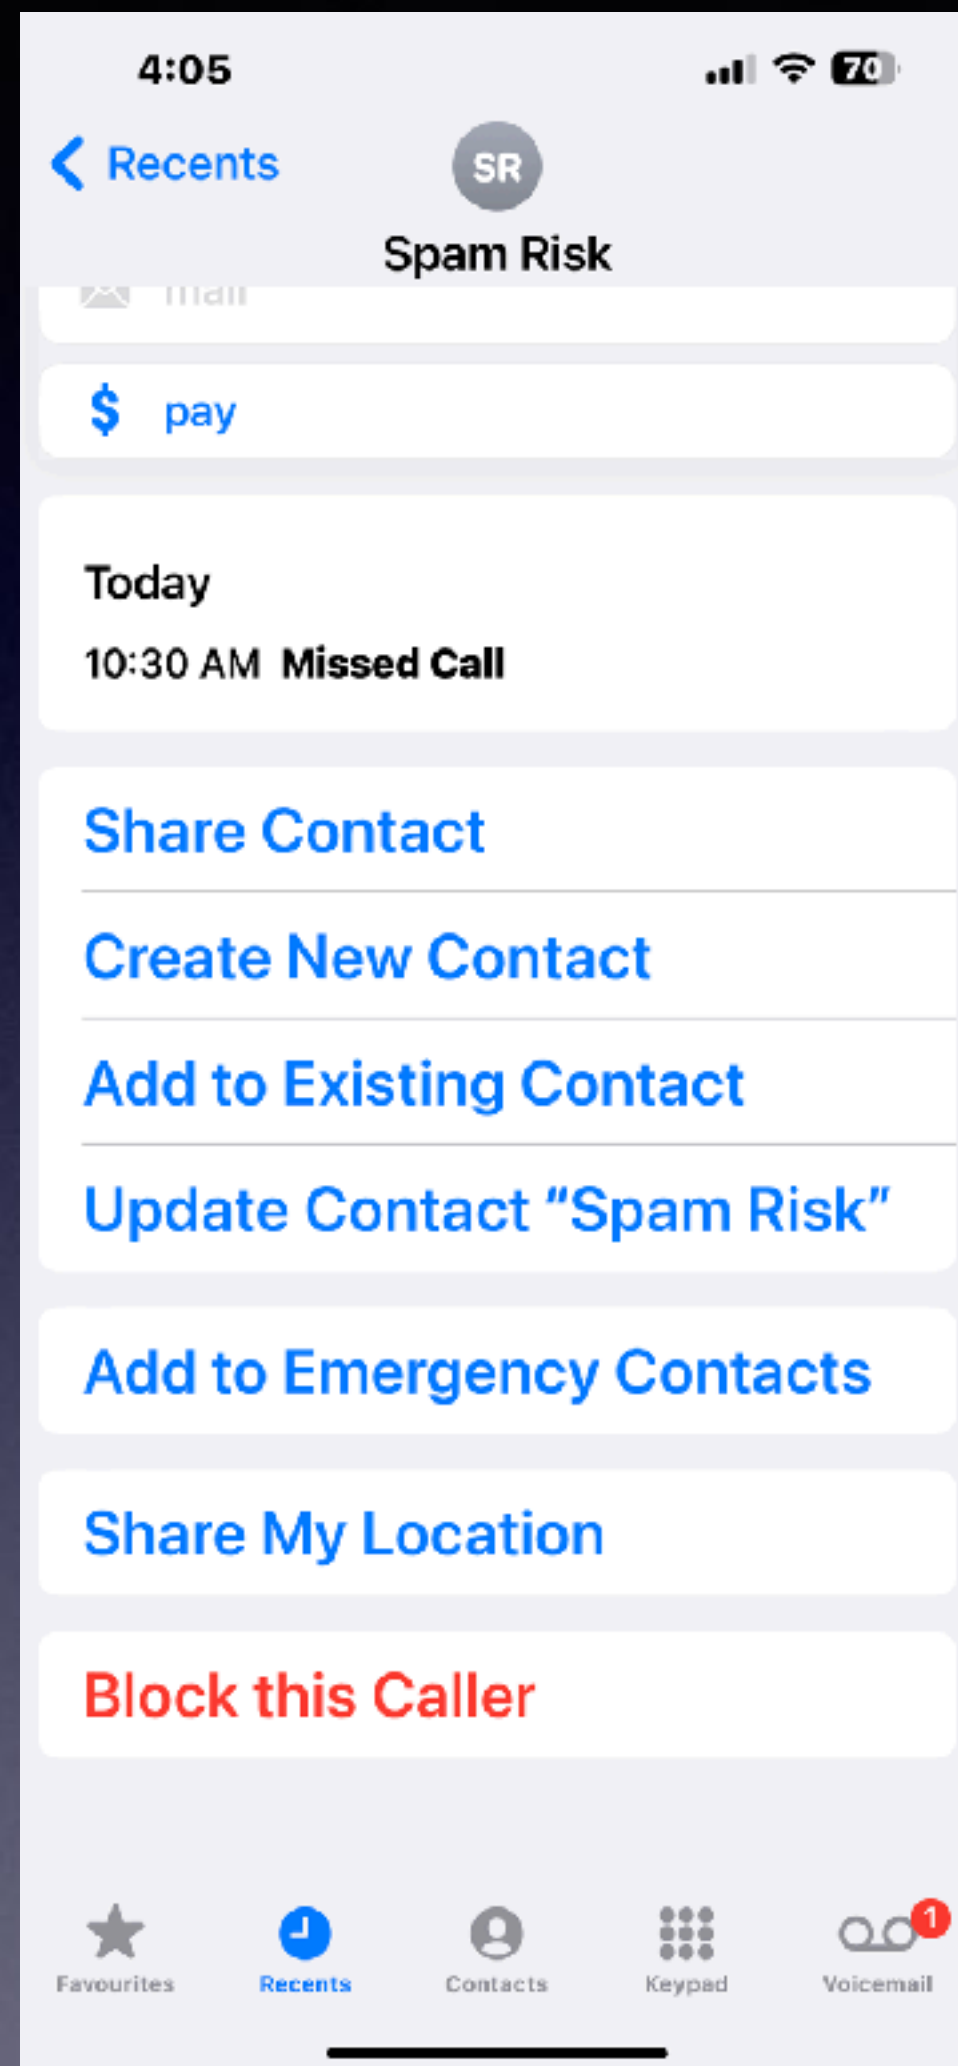 4:05
70
Recents
SR
Spam Risk
mail
$ pay
Today
10:30 AM Missed Call
Share Contact
Create New Contact
Add to Existing Contact
Update Contact “Spam Risk”
Add to Emergency Contacts
Share My Location
Block this Caller
1
Favourites Recents Contacts Keypad Voicemail